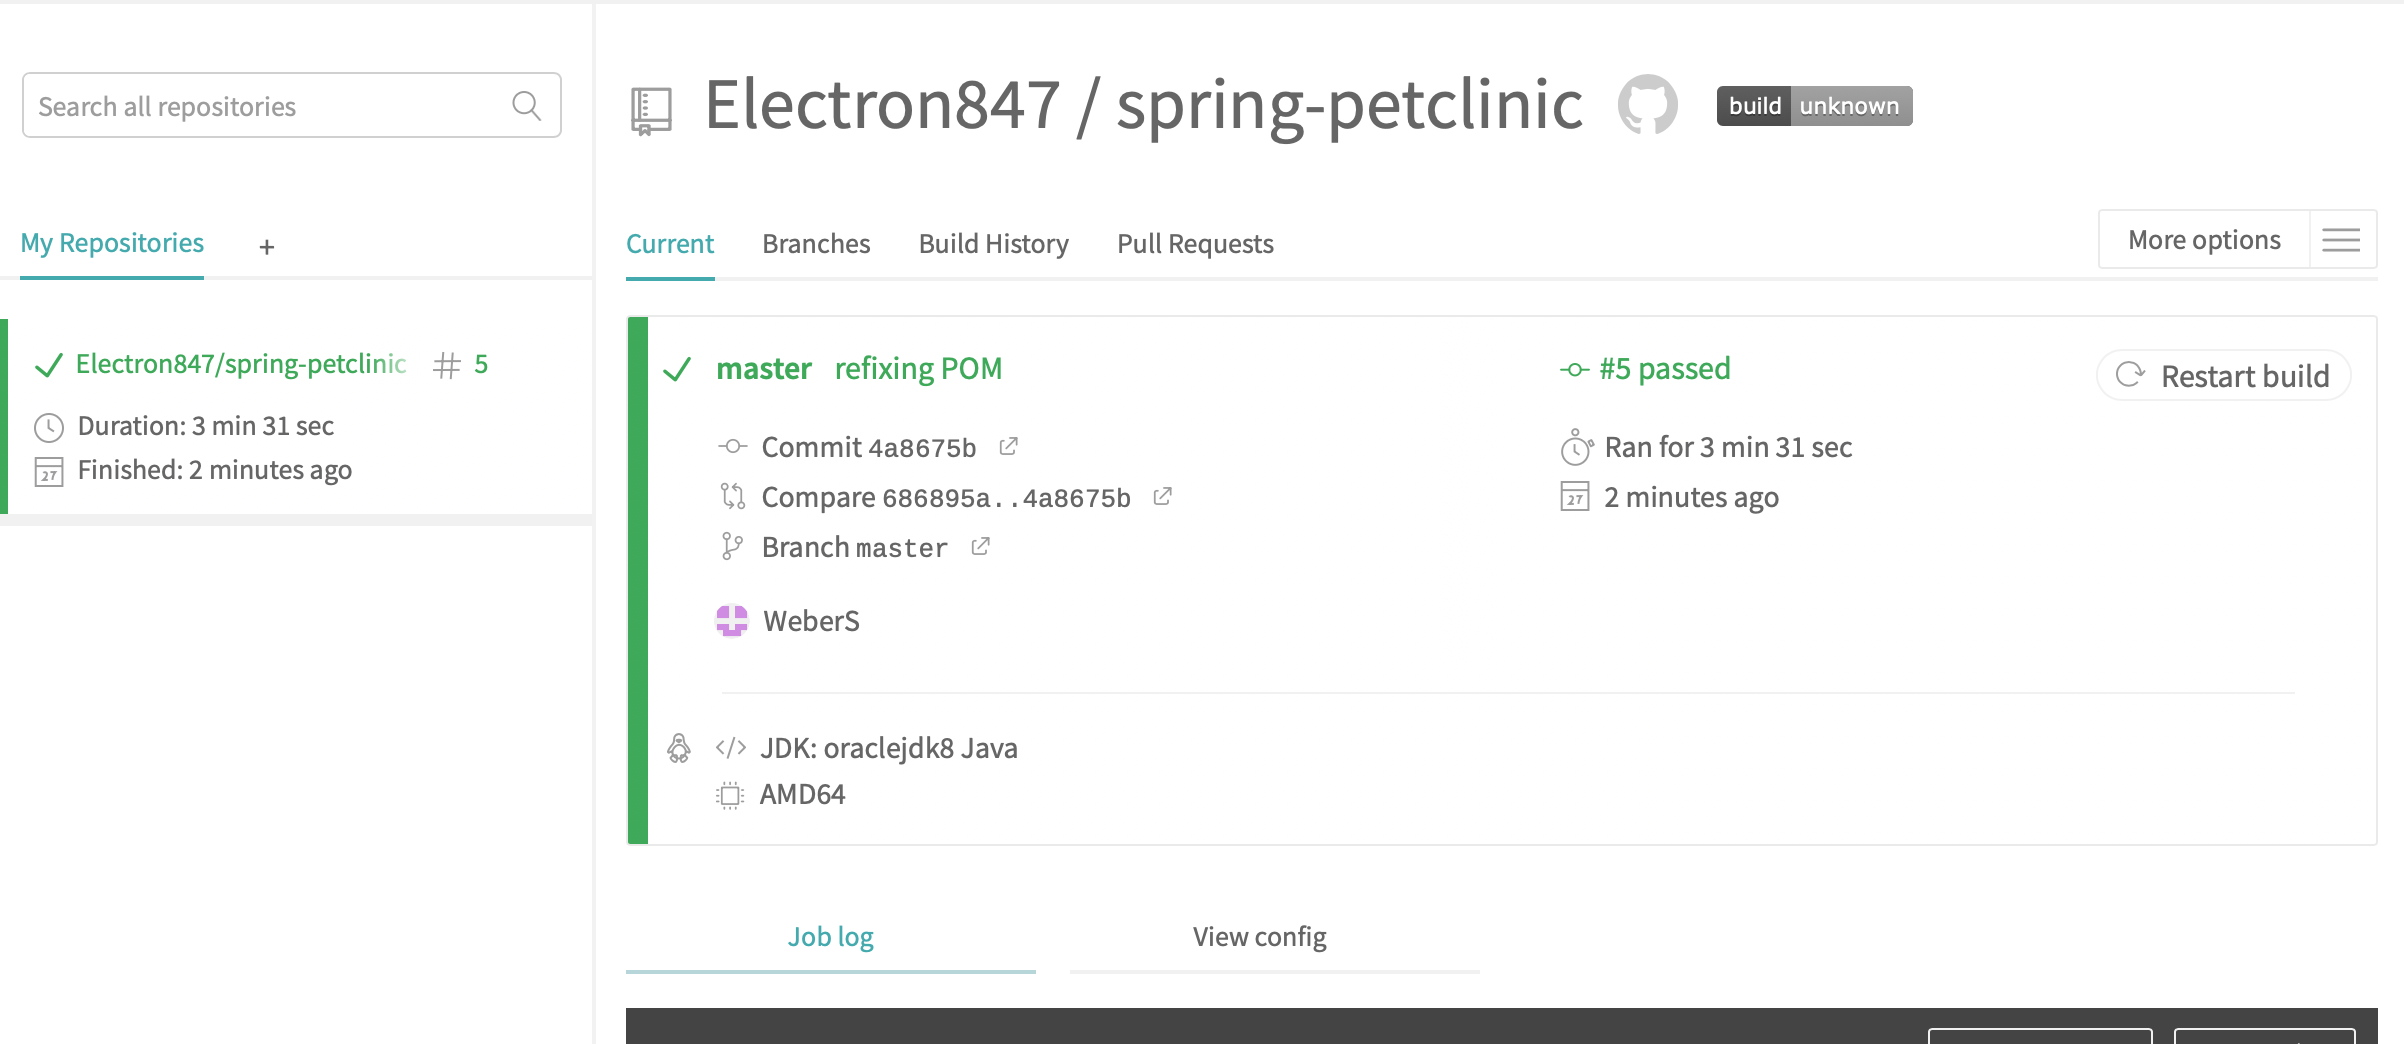 Search all repositories
My Repositories +
Electron847/spring-petclinic # 5
Duration: 3 min 31 sec
27 Finished: 2 minutes ago
Electron847 / spring-petclinic build unknown
Current Branches Build History Pull Requests More options
master refixing POM
Commit 4a8675b
Compare 686895a..4a8675b
Branch master
WeberS
#5 passed
Ran for 3 min 31 sec
27 2 minutes ago
Restart build
</> JDK: oraclejdk8 Java
AMD64
Job log View config